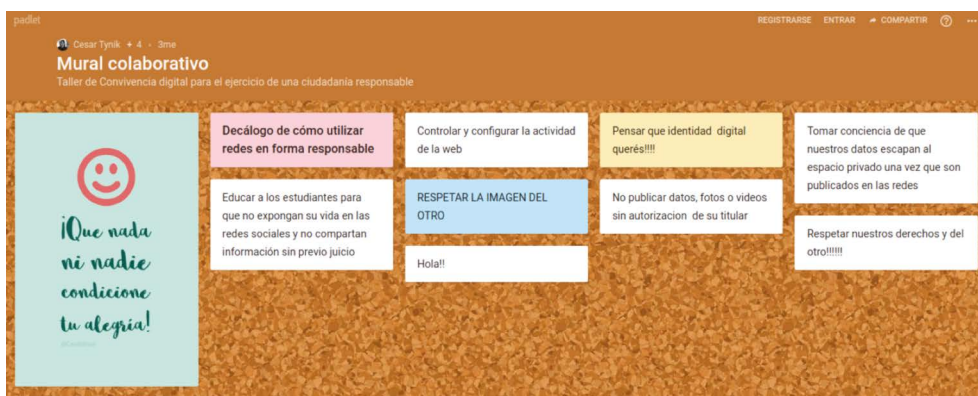 padlet
REGISTRARSE ENTRAR COMPARTIR
Cesar Tynik + 4 · 3me
Mural colaborativo
Taller de Convivencia digital para el ejercicio de una ciudadanía responsable
¡Que nada
ni nadie
condicione
tu alegría!
Decálogo de cómo utilizar
redes en forma responsable
Educar a los estudiantes para
que no expongan su vida en las
redes sociales y no compartan
información sin previo juicio
Controlar y configurar la actividad
de la web
RESPETAR LA IMAGEN DEL
OTRO
Hola!!
Pensar que identidad digital
querés!!!!
No publicar datos, fotos o videos
sin autorizacion de su titular
Tomar conciencia de que
nuestros datos escapan al
espacio privado una vez que son
publicados en las redes
Respetar nuestros derechos y del
otro!!!!!!